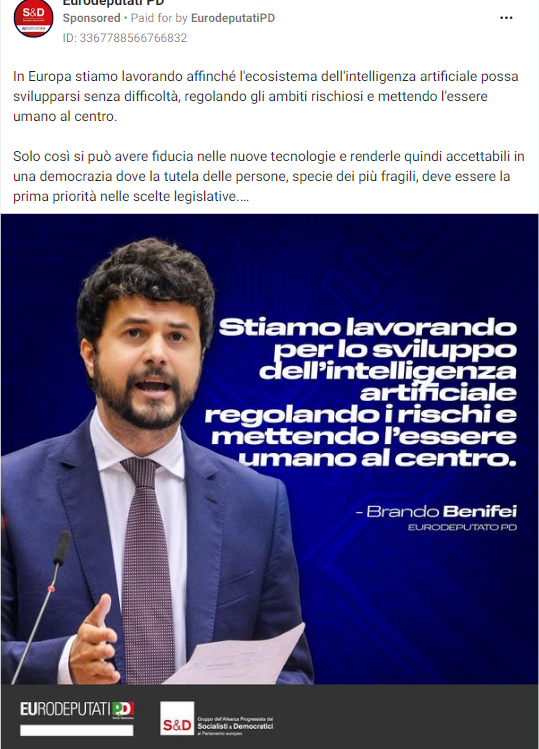 Eurodeputati PD
Sponsored • Paid for by EurodeputatiPD
ID: 3367788566766832
In Europa stiamo lavorando affinché l'ecosistema dell'intelligenza artificiale possa
svilupparsi senza difficoltà, regolando gli ambiti rischiosi e mettendo l'essere
umano al centro.
Solo così si può avere fiducia nelle nuove tecnologie e renderle quindi accettabili in
una democrazia dove la tutela delle persone, specie dei più fragili, deve essere la
prima priorità nelle scelte legislative....
Stiamo lavorando
per lo sviluppo
dell'intelligenza
artificiale
regolando i rischi e
mettendo l'essere
umano al centro.
- Brando Benifei
EURODEPUTATO PD
EURODEPUTATI PD
S&D
Gruppo dell'Alleanza Progressista dei
Socialisti & Democratici
al Parlamento europeo
S&D